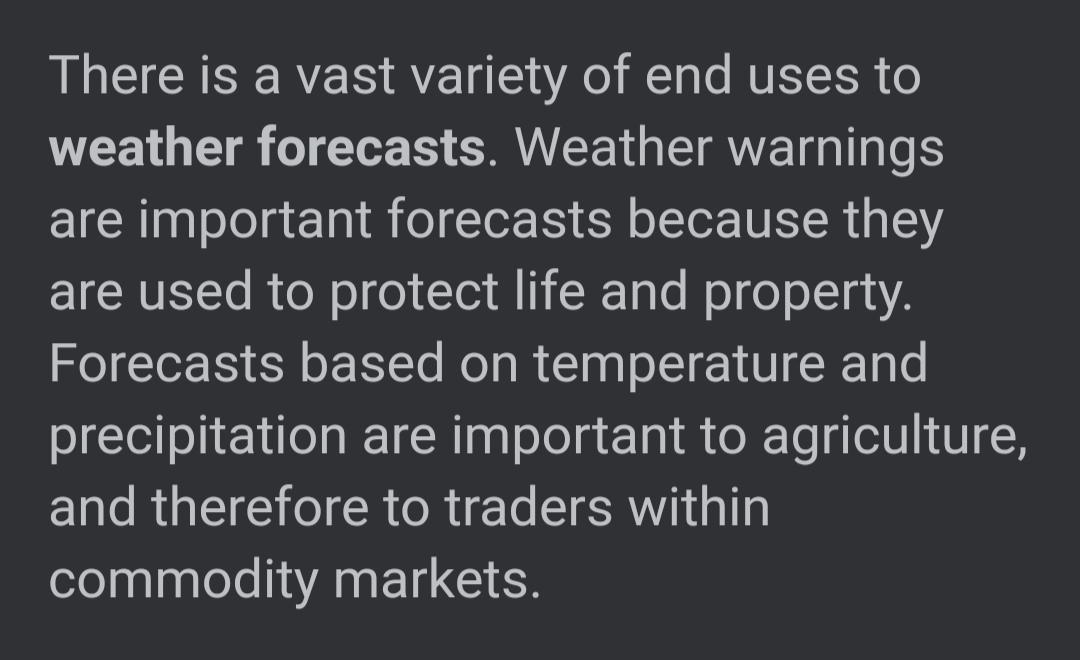 There is a vast variety of end uses to
weather forecasts. Weather warnings
are important forecasts because they
are used to protect life and property.
Forecasts based on temperature and
precipitation are important to agriculture,
and therefore to traders within
commodity markets.